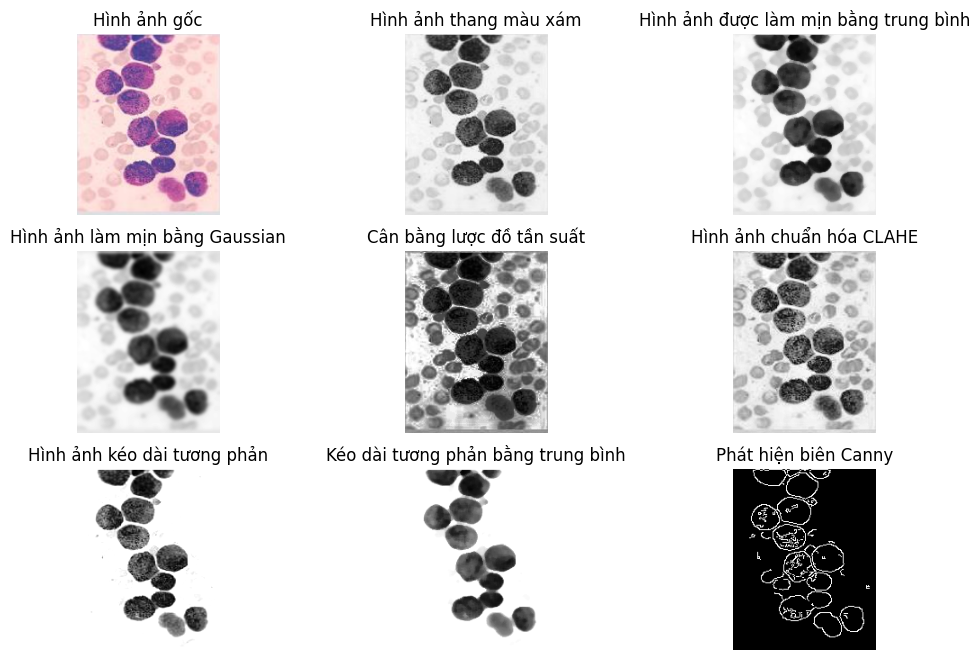 Hình ảnh gốc
Hình ảnh thang màu xám
Hình ảnh được làm mịn bằng trung bình
Hình ảnh làm mịn bằng Gaussian
Cân bằng lược đồ tần suất
Hình ảnh chuẩn hóa CLAHE
Hình ảnh kéo dài tương phản
Kéo dài tương phản bằng trung bình
Phát hiện biên Canny